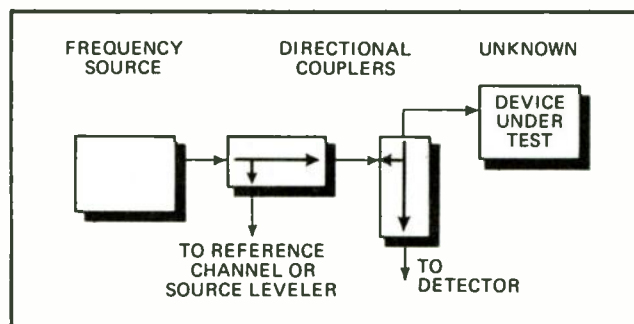 FREQUENCY
SOURCE
DIRECTIONAL
COUPLERS
UNKNOWN
DEVICE
UNDER
TEST
TO REFERENCE
CHANNEL OR
SOURCE LEVELER
TO
DETECTOR